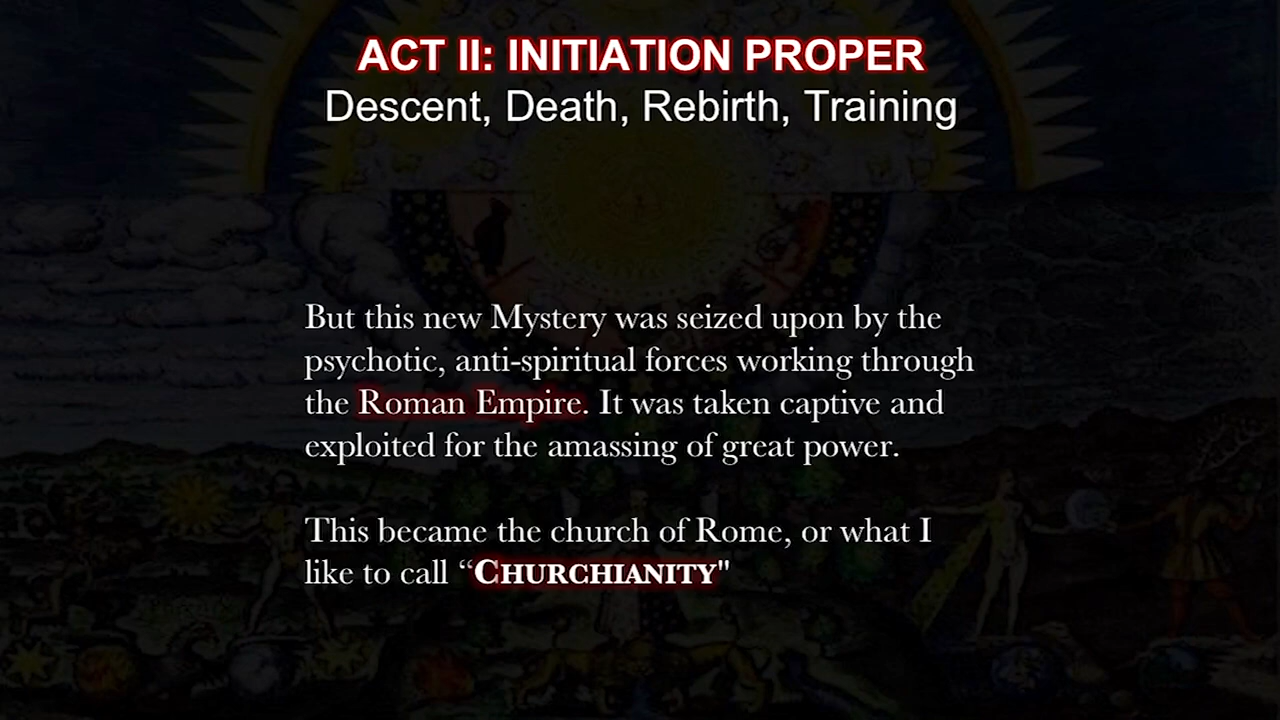 ACT II: INITIATION PROPER
Descent, Death, Rebirth, Training
But this new Mystery was seized upon by the
psychotic, anti-spiritual forces working through
the Roman Empire. It was taken captive and
exploited for the amassing of great power.
This became the church of Rome, or what I
like to call “CHURCHIANITY"